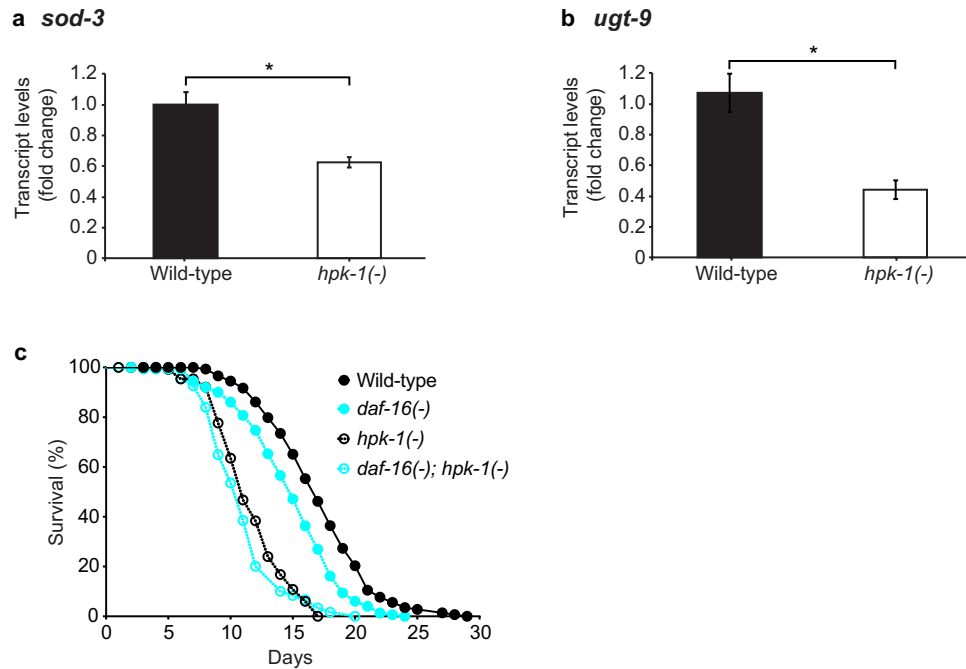 a sod-3
*
Transcript levels
(fold change)
1.2
1.0
0.8
0.6
0.4
0.2
0
Wild-type hpk-1(-)
b ugt-9
*
Transcript levels
(fold change)
1.2
1.0
0.8
0.6
0.4
0.2
0
Wild-type hpk-1(-)
c
Survival (%)
100
80
60
40
20
0
Wild-type
daf-16(-)
hpk-1(-)
daf-16(-); hpk-1(-)
0 5 10 15 20 25 30
Days